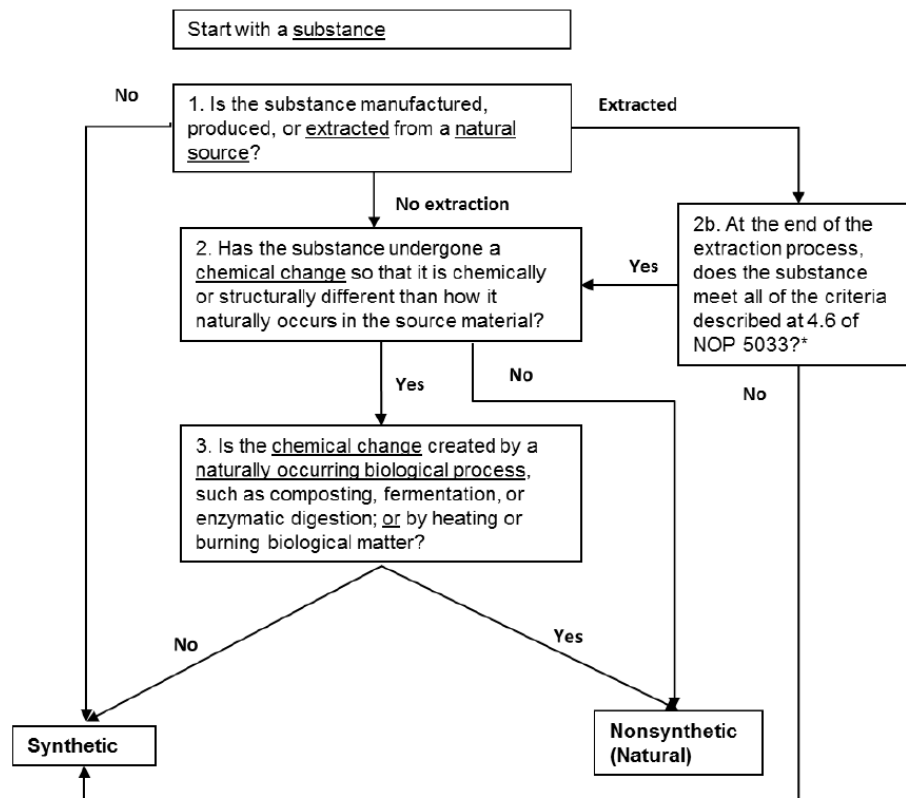 Start with a substance
No
1. Is the substance manufactured,
produced, or extracted from a natural
source?
Extracted
No extraction
2. Has the substance undergone a
chemical change so that it is chemically
or structurally different than how it
naturally occurs in the source material?
Yes
2b. At the end of the
extraction process,
does the substance
meet all of the criteria
described at 4.6 of
NOP 5033?*
Yes
No
No
3. Is the chemical change created by a
naturally occurring biological process,
such as composting, fermentation, or
enzymatic digestion; or by heating or
burning biological matter?
No
Yes
Synthetic
Nonsynthetic
(Natural)